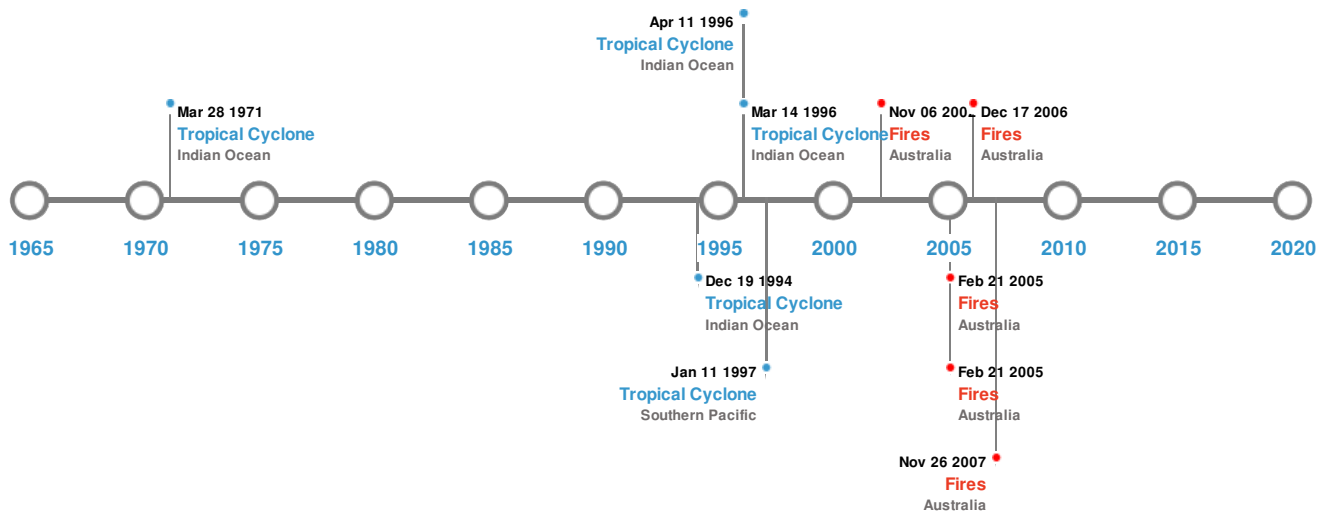 Apr 11 1996
Tropical Cyclone
Indian Ocean
Mar 28 1971
Tropical Cyclone
Indian Ocean
Mar 14 1996
Tropical Cyclone
Indian Ocean
Nov 06 200
Fires
Australia
Dec 17 2006
Fires
Australia
1965 1970 1975 1980 1985 1990 1995 2000 2005 2010 2015 2020
Dec 19 1994
Tropical Cyclone
Indian Ocean
Feb 21 2005
Fires
Australia
Jan 11 1997
Tropical Cyclone
Southern Pacific
Feb 21 2005
Fires
Australia
Nov 26 2007
Fires
Australia